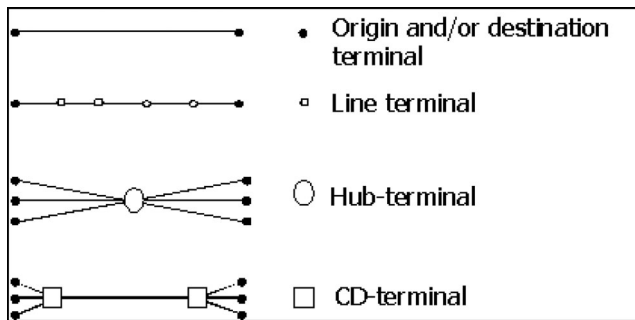 Origin and/or destination
terminal
Line terminal
Hub-terminal
CD-terminal